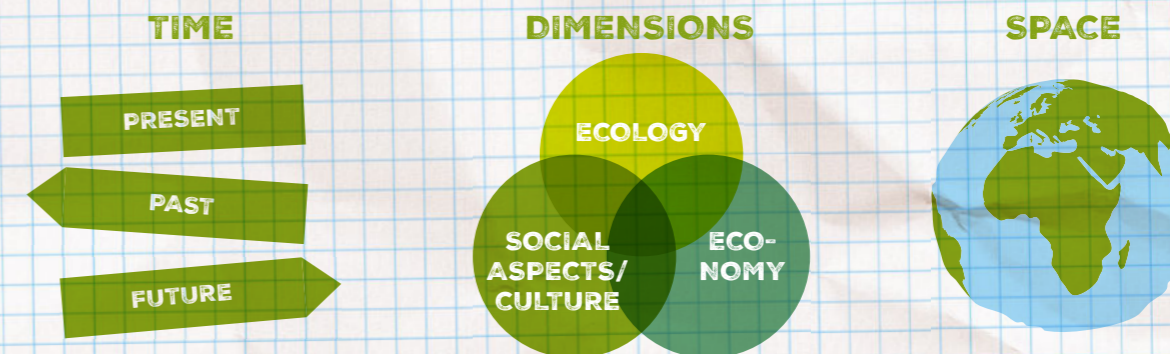 TIME
DIMENSIONS
SPACE
PRESENT
PAST
FUTURE
ECOLOGY
SOCIAL
ASPECTS/
CULTURE
ECO-
NOMY